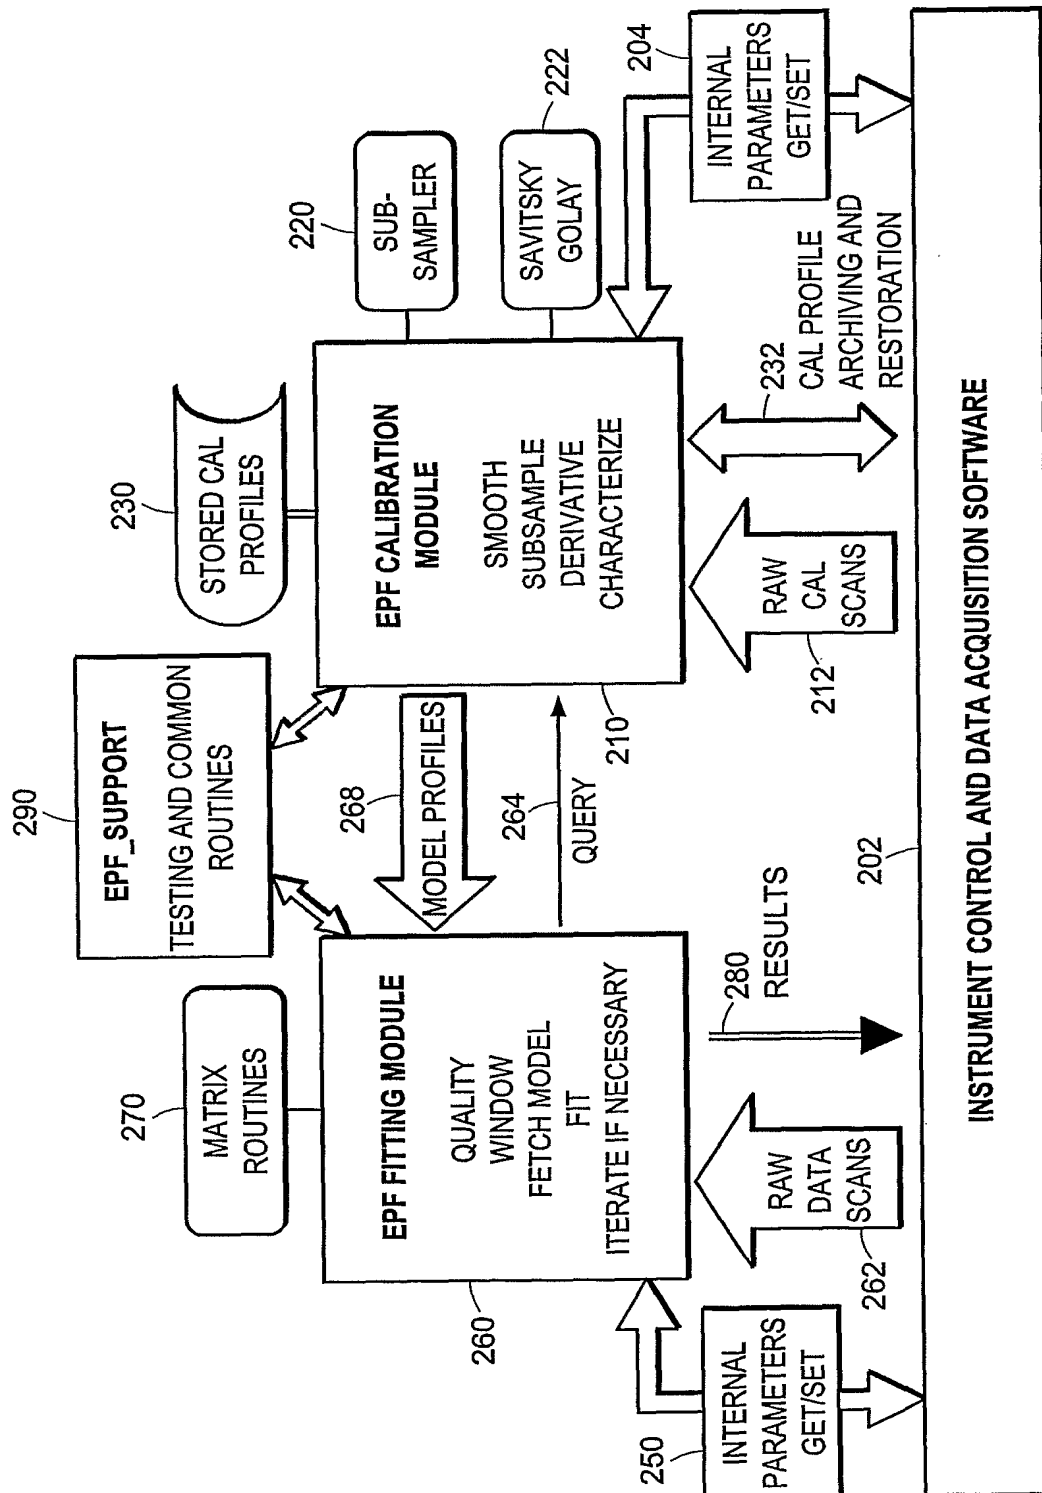 290
EPF_SUPPORT
TESTING AND COMMON
ROUTINES
270
MATRIX
ROUTINES
230
STORED CAL
PROFILES
220
SUB-
SAMPLER
222
SAVITSKY
GOLAY
260
EPF FITTING MODULE
QUALITY
WINDOW
FETCH MODEL
FIT
ITERATE IF NECESSARY
268
MODEL PROFILES
264
QUERY
210
EPF CALIBRATION
MODULE
SMOOTH
SUBSAMPLE
DERIVATIVE
CHARACTERIZE
250
INTERNAL
PARAMETERS
GET/SET
262
RAW
DATA
SCANS
280
RESULTS
212
RAW
CAL
SCANS
232
CAL PROFILE
ARCHIVING AND
RESTORATION
204
INTERNAL
PARAMETERS
GET/SET
202
INSTRUMENT CONTROL AND DATA ACQUISITION SOFTWARE